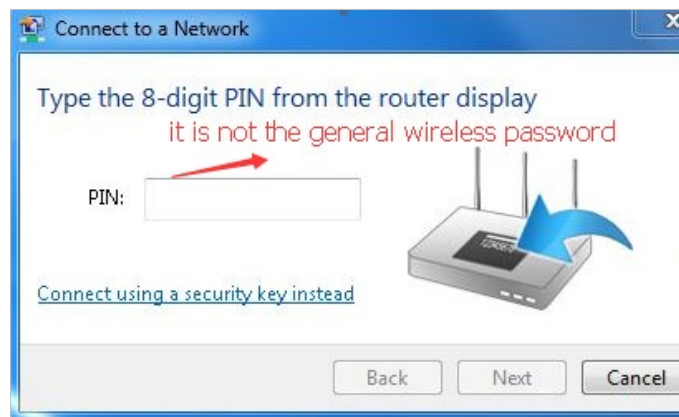 Connect to a Network
Type the 8-digit PIN from the router display
it is not the general wireless password
PIN:
Connect using a security key instead
Back Next Cancel